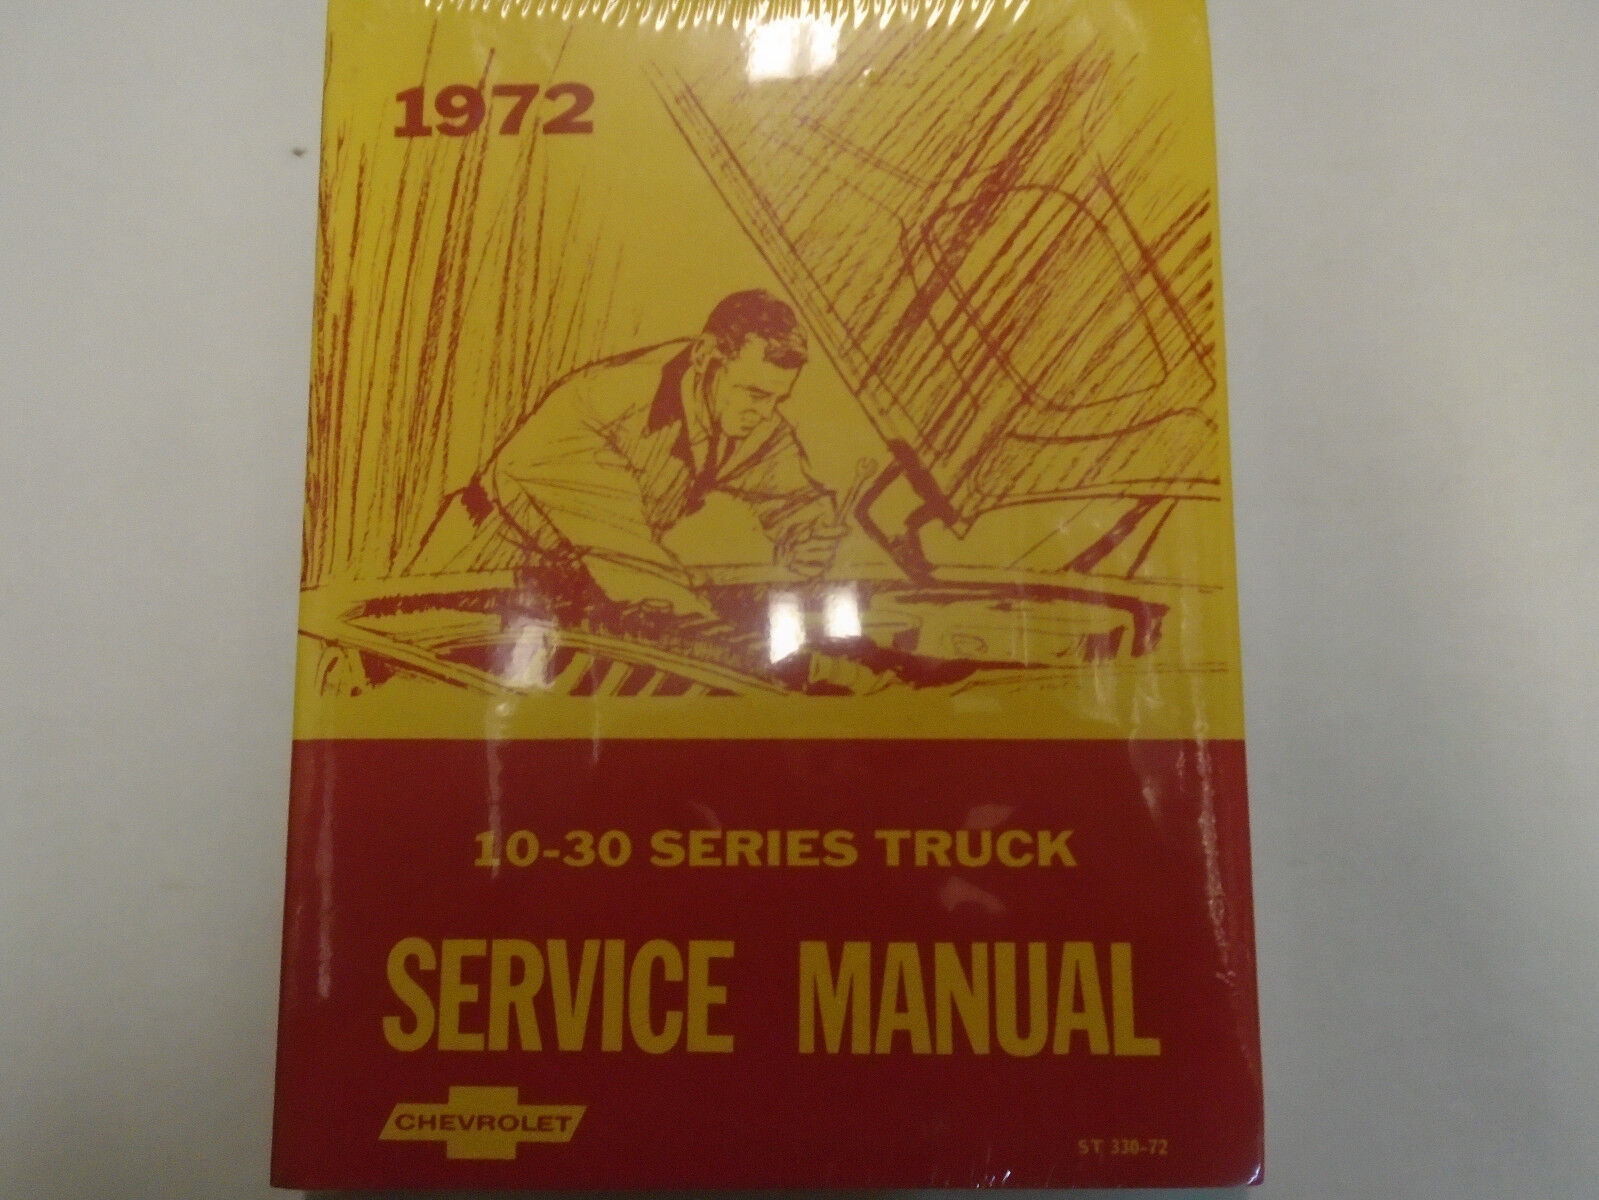 1972
10-30 SERIES TRUCK
SERVICE MANUAL
CHEVROLET
ST 330-72